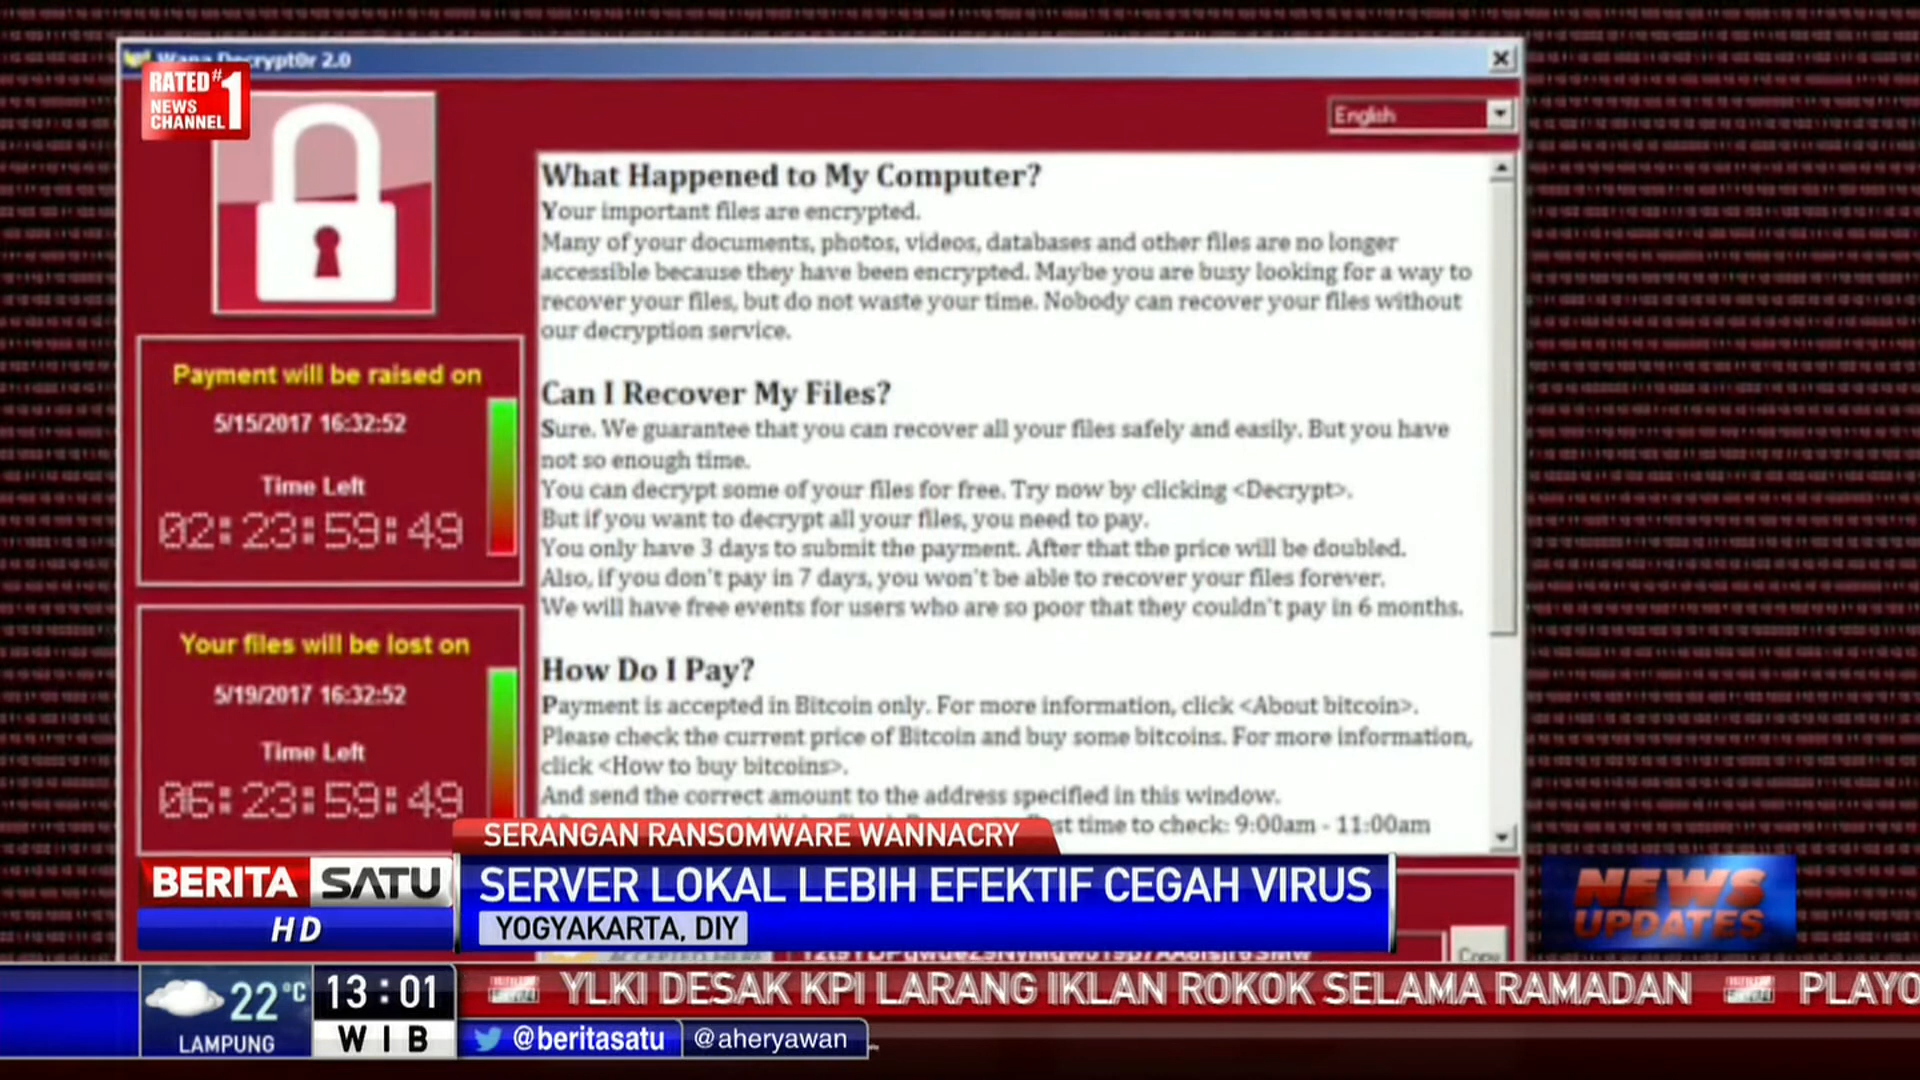 Wana Decrypt0r 2.0
RATED #1
NEWS
CHANNEL
English
What Happened to My Computer?
Your important files are encrypted.
Many of your documents, photos, videos, databases and other files are no longer
accessible because they have been encrypted. Maybe you are busy looking for a way to
recover your files, but do not waste your time. Nobody can recover your files without
our decryption service.
Can I Recover My Files?
Sure. We guarantee that you can recover all your files safely and easily. But you have
not so enough time.
You can decrypt some of your files for free. Try now by clicking <Decrypt>.
But if you want to decrypt all your files, you need to pay.
You only have 3 days to submit the payment. After that the price will be doubled.
Also, if you don't pay in 7 days, you won't be able to recover your files forever.
We will have free events for users who are so poor that they couldn't pay in 6 months.
How Do I Pay?
Payment is accepted in Bitcoin only. For more information, click <About bitcoin>.
Please check the current price of Bitcoin and buy some bitcoins. For more information,
click <How to buy bitcoins>.
And send the correct amount to the address specified in this window.
st time to check: 9:00am - 11:00am
Payment will be raised on
5/15/2017 16:32:52
Time Left
02:23:59:49
Your files will be lost on
5/19/2017 16:32:52
Time Left
06:23:59:49
SERANGAN RANSOMWARE WANNACRY
BERITA SATU
HD
SERVER LOKAL LEBIH EFEKTIF CEGAH VIRUS
YOGYAKARTA, DIY
NEWS
UPDATES
Copy
22°C
LAMPUNG
13:01
WIB
YLKI DESAK KPI LARANG IKLAN ROKOK SELAMA RAMADAN
PLAYO
@beritasatu
@aheryawan